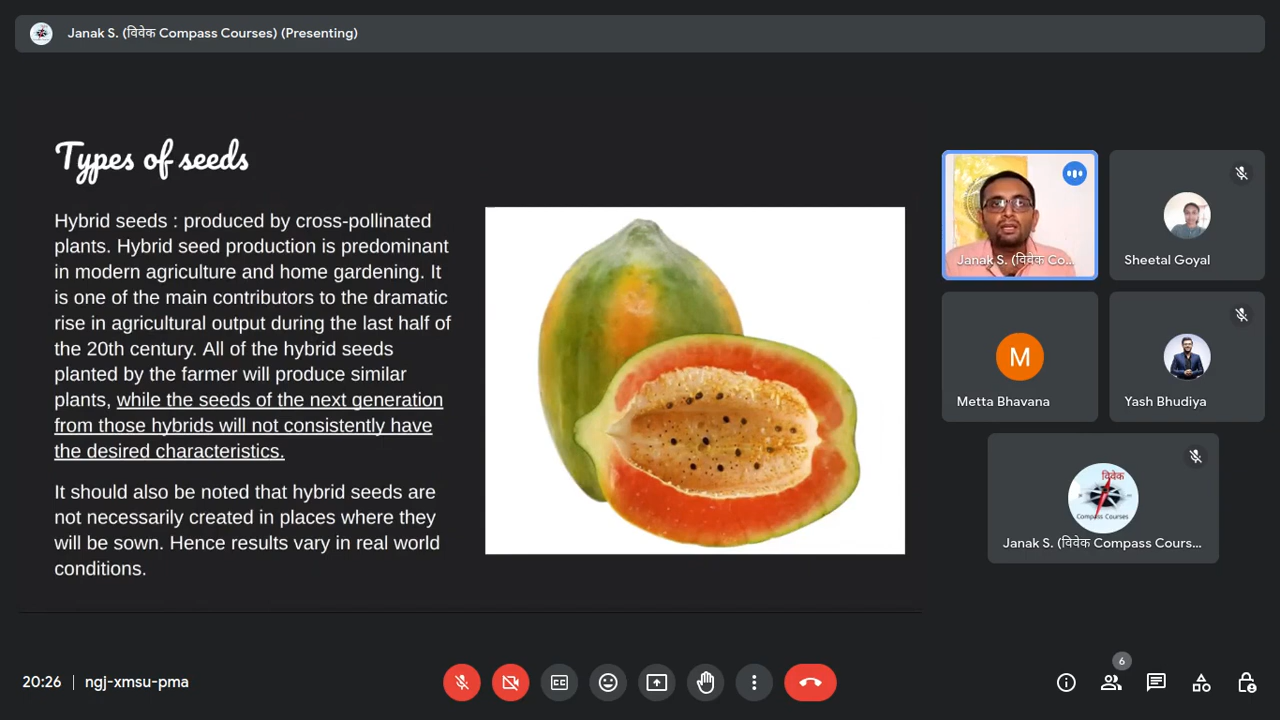 Janak S. (विवेक Compass Courses) (Presenting)
Types of seeds
Hybrid seeds : produced by cross-pollinated
plants. Hybrid seed production is predominant
in modern agriculture and home gardening. It
is one of the main contributors to the dramatic
rise in agricultural output during the last half of
the 20th century. All of the hybrid seeds
planted by the farmer will produce similar
plants, while the seeds of the next generation
from those hybrids will not consistently have
the desired characteristics.
It should also be noted that hybrid seeds are
not necessarily created in places where they
will be sown. Hence results vary in real world
conditions.
Janak S. (विवेक Co...
Sheetal Goyal
M
Metta Bhavana
Yash Bhudiya
विवेक
Compass Courses
Janak S. (विवेक Compass Cours...
20:26 | ngj-xmsu-pma
CC
6